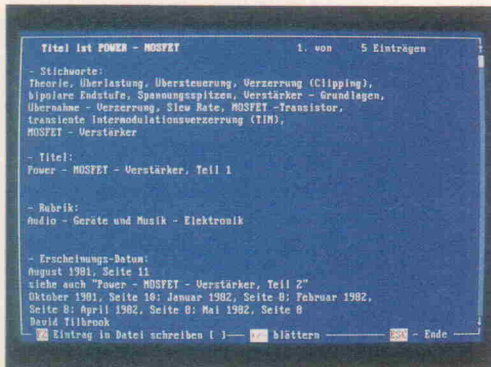 Titel ist POWER - MOSFET 1. von 5 Einträgen
- Stichworte:
Theorie, Überlastung, Übersteuerung, Verzerrung (Clipping),
bipolare Endstufe, Spannungsspitzen, Verstärker - Grundlagen,
Übernahme - Verzerrung, Slew Rate, MOSFET -Transistor,
transiente Intermodulationsverzerrung (TIM),
MOSFET - Verstärker
- Titel:
Power - MOSFET - Verstärker, Teil 1
- Rubrik:
Audio - Geräte und Musik - Elektronik
- Erscheinungs-Datum:
August 1981, Seite 11
siehe auch "Power - MOSFET - Verstärker, Teil 2"
Oktober 1981, Seite 10; Januar 1982, Seite 8; Februar 1982,
Seite 8; April 1982, Seite 8; Mai 1982, Seite 8
David Tilbrook
Eintrag in Datei schreiben [ ] blättern ESC - Ende